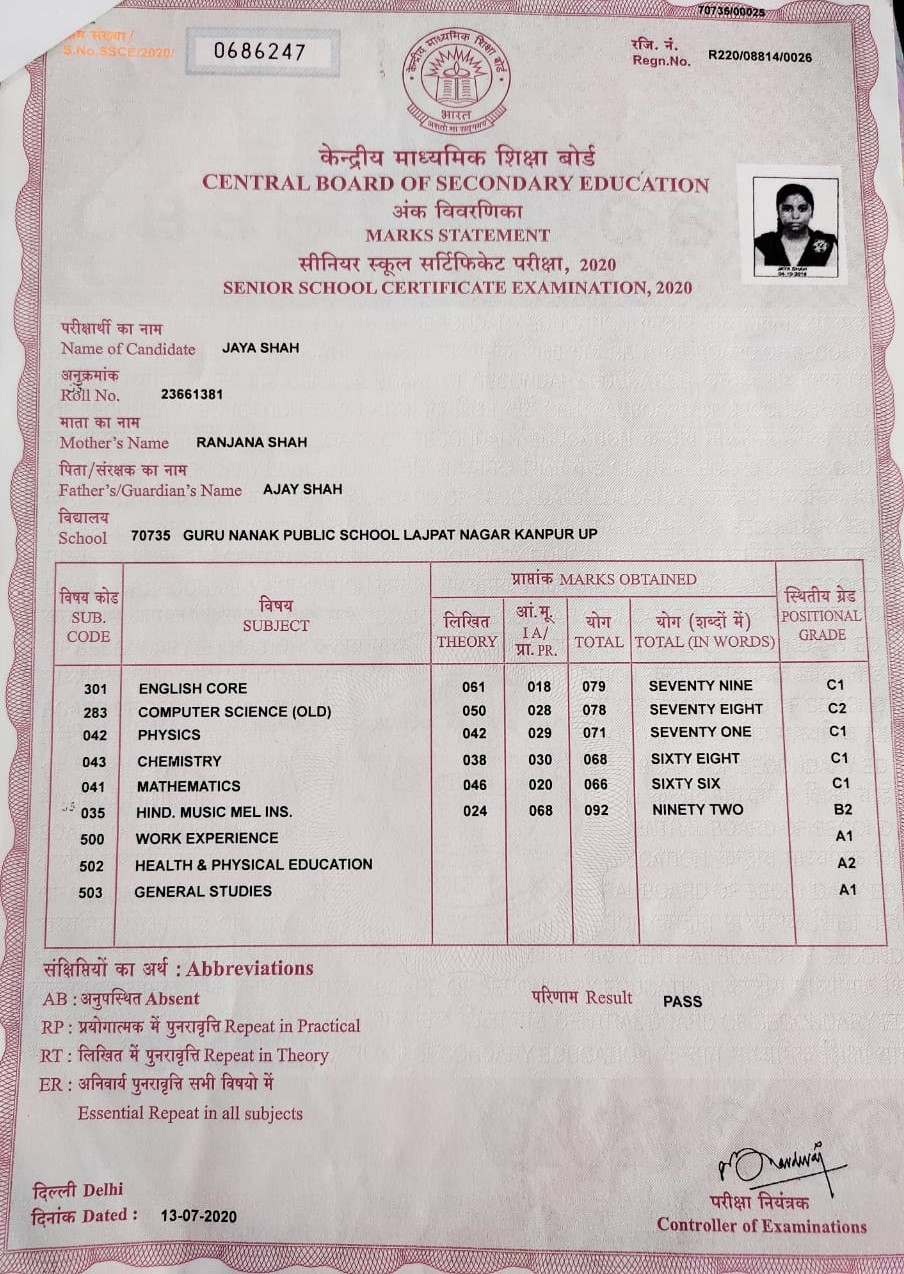 70736/00025
क्रम संख्या/
S.No.SSCE/2020/
0686247
रजि. नं.
Regn.No. R220/08814/0026
केन्द्रीय माध्यमिक शिक्षा बोर्ड
भारत
असतो मा सद्गमय
केन्द्रीय माध्यमिक शिक्षा बोर्ड
CENTRAL BOARD OF SECONDARY EDUCATION
अंक विवरणिका
MARKS STATEMENT
सीनियर स्कूल सर्टिफिकेट परीक्षा, 2020
SENIOR SCHOOL CERTIFICATE EXAMINATION, 2020
JAYA SHAH
परीक्षार्थी का नाम
Name of Candidate JAYA SHAH
अनुक्रमांक
Roll No. 23661381
माता का नाम
Mother's Name RANJANA SHAH
पिता/संरक्षक का नाम
Father's/Guardian's Name AJAY SHAH
विद्यालय
School 70735 GURU NANAK PUBLIC SCHOOL LAJPAT NAGAR KANPUR UP
विषय कोड
SUB.
CODE
विषय
SUBJECT
प्राप्तांक MARKS OBTAINED
लिखित
THEORY
आं.मू.
I A/
प्रा. PR.
योग
TOTAL
योग (शब्दों में)
TOTAL (IN WORDS)
स्थितीय ग्रेड
POSITIONAL
GRADE
301 ENGLISH CORE 061 018 079 SEVENTY NINE C1
283 COMPUTER SCIENCE (OLD) 050 028 078 SEVENTY EIGHT C2
042 PHYSICS 042 029 071 SEVENTY ONE C1
043 CHEMISTRY 038 030 068 SIXTY EIGHT C1
041 MATHEMATICS 046 020 066 SIXTY SIX C1
035 HIND. MUSIC MEL INS. 024 068 092 NINETY TWO B2
500 WORK EXPERIENCE A1
502 HEALTH & PHYSICAL EDUCATION A2
503 GENERAL STUDIES A1
संक्षिप्तियों का अर्थ : Abbreviations
AB : अनुपस्थित Absent
परिणाम Result PASS
RP : प्रयोगात्मक में पुनरावृत्ति Repeat in Practical
RT : लिखित में पुनरावृत्ति Repeat in Theory
ER : अनिवार्य पुनरावृत्ति सभी विषयो में
Essential Repeat in all subjects
दिल्ली Delhi
दिनांक Dated : 13-07-2020
परीक्षा नियंत्रक
Controller of Examinations